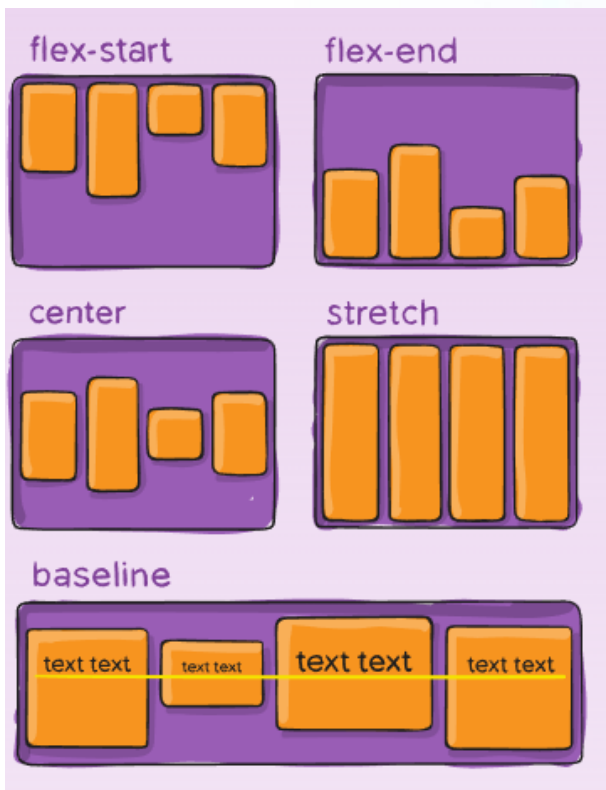 flex-start
flex-end
center
stretch
baseline
text text
text text
text text
text text